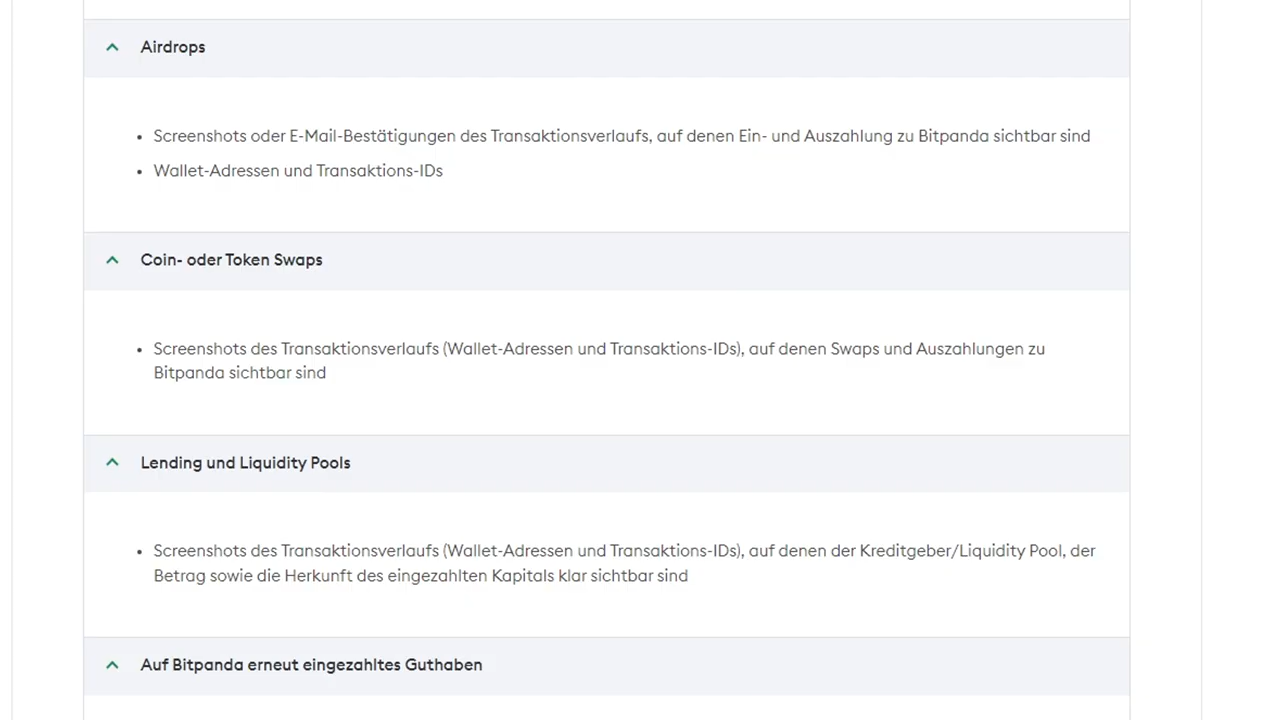 Airdrops
Screenshots oder E-Mail-Bestätigungen des Transaktionsverlaufs, auf denen Ein- und Auszahlung zu Bitpanda sichtbar sind
Wallet-Adressen und Transaktions-IDs
Coin- oder Token Swaps
Screenshots des Transaktionsverlaufs (Wallet-Adressen und Transaktions-IDs), auf denen Swaps und Auszahlungen zu
Bitpanda sichtbar sind
Lending und Liquidity Pools
Screenshots des Transaktionsverlaufs (Wallet-Adressen und Transaktions-IDs), auf denen der Kreditgeber/Liquidity Pool, der
Betrag sowie die Herkunft des eingezahlten Kapitals klar sichtbar sind
Auf Bitpanda erneut eingezahltes Guthaben